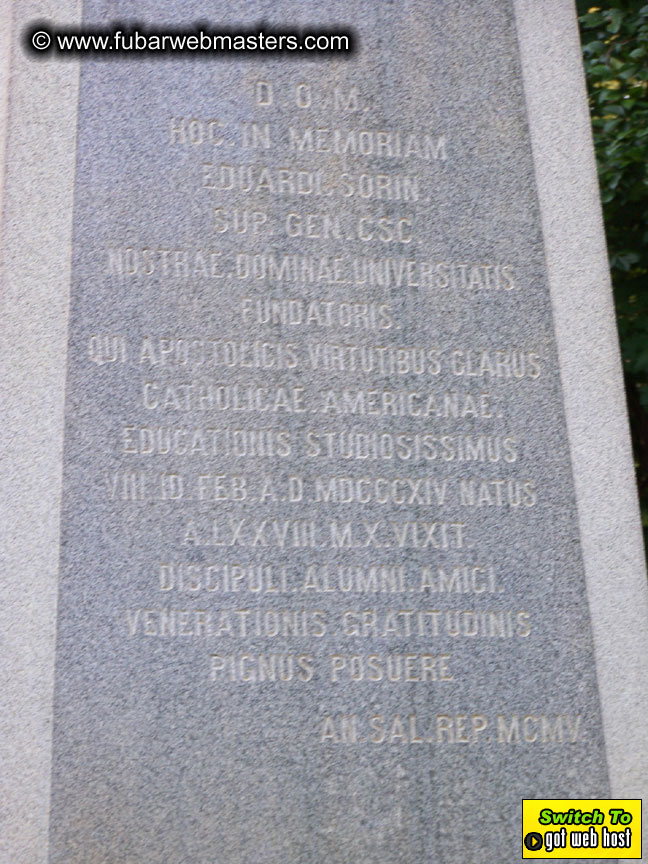 © www.fubarwebmasters.com
D. O. M.
HOC. IN MEMORIAM
EDUARDI. SORIN.
SUP. GEN. CSC.
NOSTRAE. DOMINAE. UNIVERSITATIS
FUNDATORIS.
QUI APOSTOLICIS. VIRTUTIBUS CLARUS
CATHOLICAE. AMERICANAE.
EDUCATIONIS STUDIOSISSIMUS
VIII ID FEB. A. D MDCCCXIV NATUS
A. LXXVIII. M. X. VIXIT.
DISCIPULI. ALUMNI. AMICI.
VENERATIONIS GRATITUDINIS
PIGNUS POSUERE
AN SAL. REP. MCMV.
Switch To
got web host